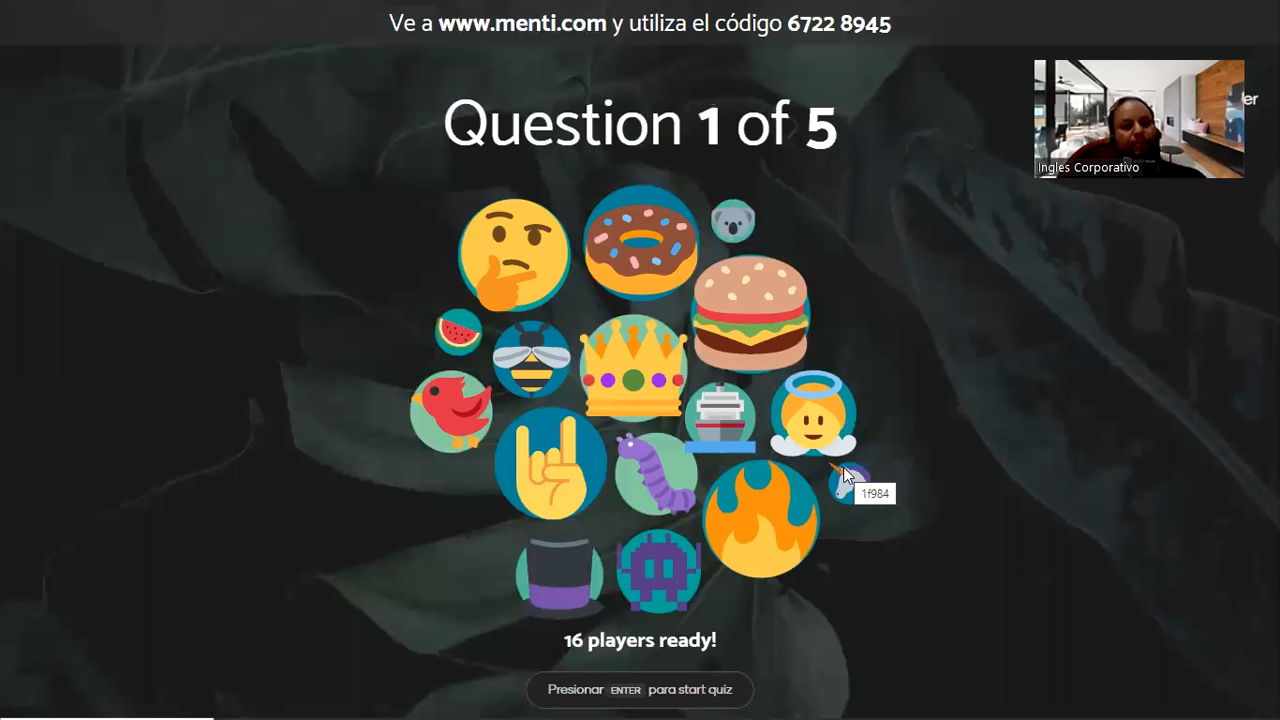 Ve a www.menti.com y utiliza el código 6722 8945
er
Question 1 of 5
Ingles Corporativo
1f984
16 players ready!
Presionar ENTER para start quiz